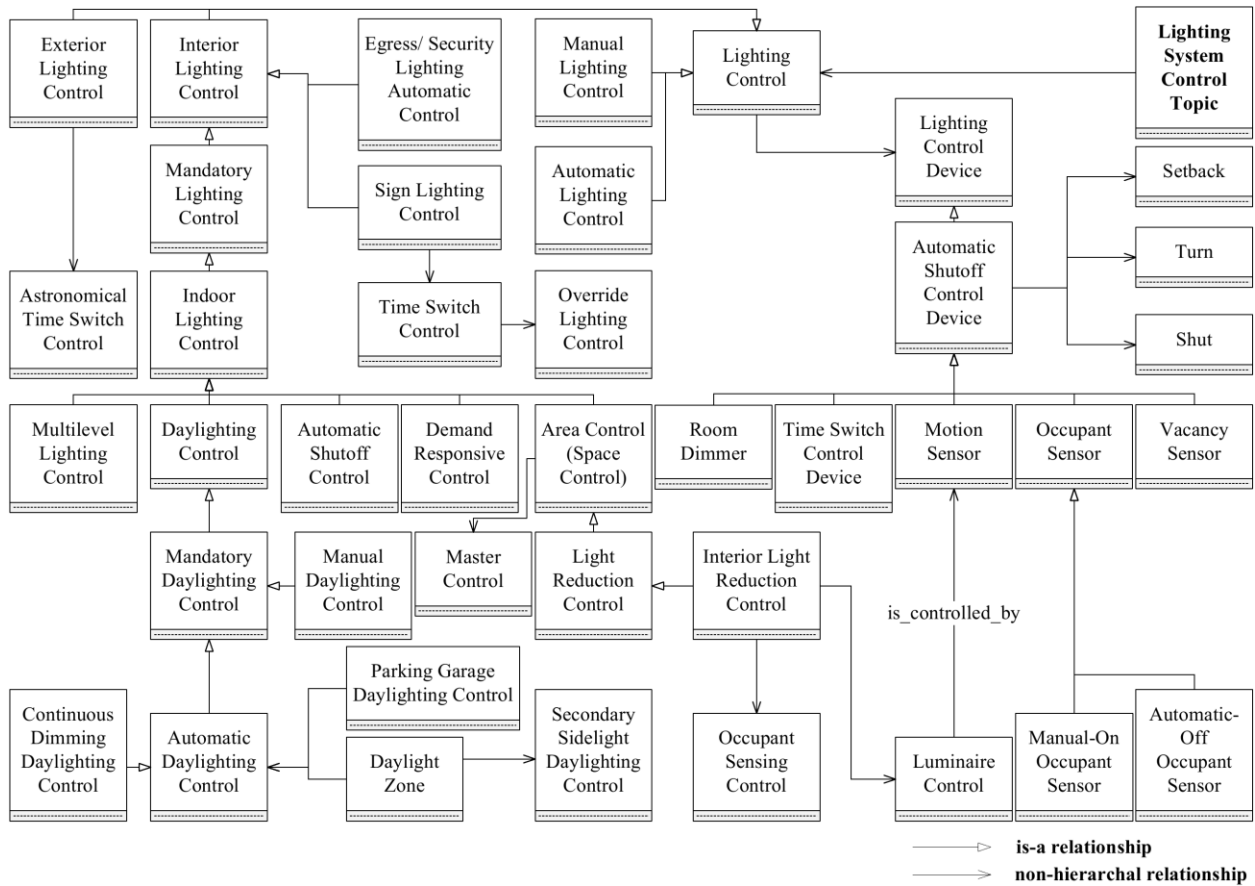 Exterior
Lighting
Control
Interior
Lighting
Control
Egress/ Security
Lighting
Automatic
Control
Manual
Lighting
Control
Lighting
Control
Lighting
System
Control
Topic
Mandatory
Lighting
Control
Sign Lighting
Control
Automatic
Lighting
Control
Lighting
Control
Device
Setback
Astronomical
Time Switch
Control
Indoor
Lighting
Control
Time Switch
Control
Override
Lighting
Control
Automatic
Shutoff
Control
Device
Turn
Shut
Multilevel
Lighting
Control
Daylighting
Control
Automatic
Shutoff
Control
Demand
Responsive
Control
Area Control
(Space
Control)
Room
Dimmer
Time Switch
Control
Device
Motion
Sensor
Occupant
Sensor
Vacancy
Sensor
Mandatory
Daylighting
Control
Manual
Daylighting
Control
Master
Control
Light
Reduction
Control
Interior Light
Reduction
Control
is_controlled_by
Parking Garage
Daylighting Control
Continuous
Dimming
Daylighting
Control
Automatic
Daylighting
Control
Daylight
Zone
Secondary
Sidelight
Daylighting
Control
Occupant
Sensing
Control
Luminaire
Control
Manual-On
Occupant
Sensor
Automatic-
Off
Occupant
Sensor
is-a relationship
non-hierarchal relationship